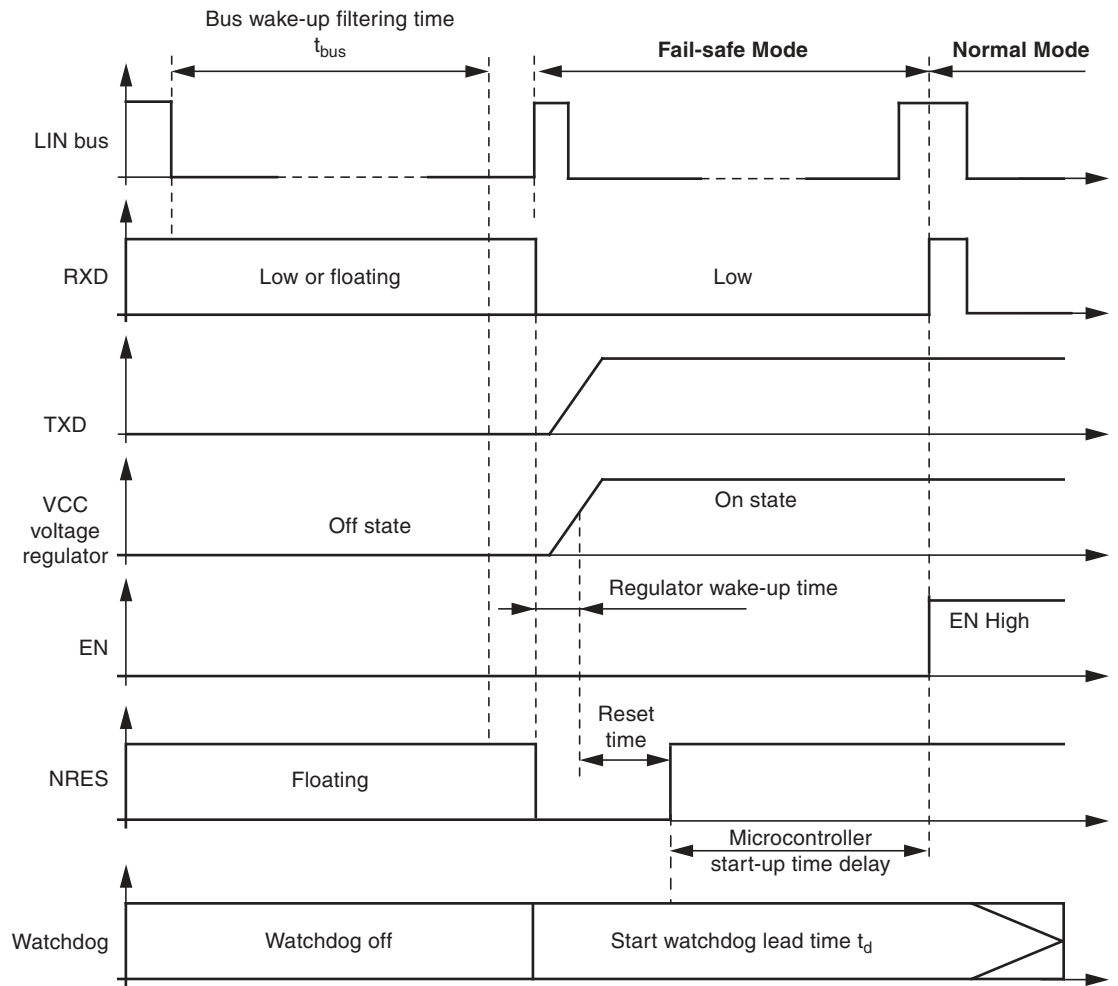 Bus wake-up filtering time
t_bus
Fail-safe Mode
Normal Mode
LIN bus
RXD
Low or floating
Low
TXD
VCC
voltage
regulator
Off state
On state
Regulator wake-up time
EN
EN High
Reset
time
NRES
Floating
Microcontroller
start-up time delay
Watchdog
Watchdog off
Start watchdog lead time t_d